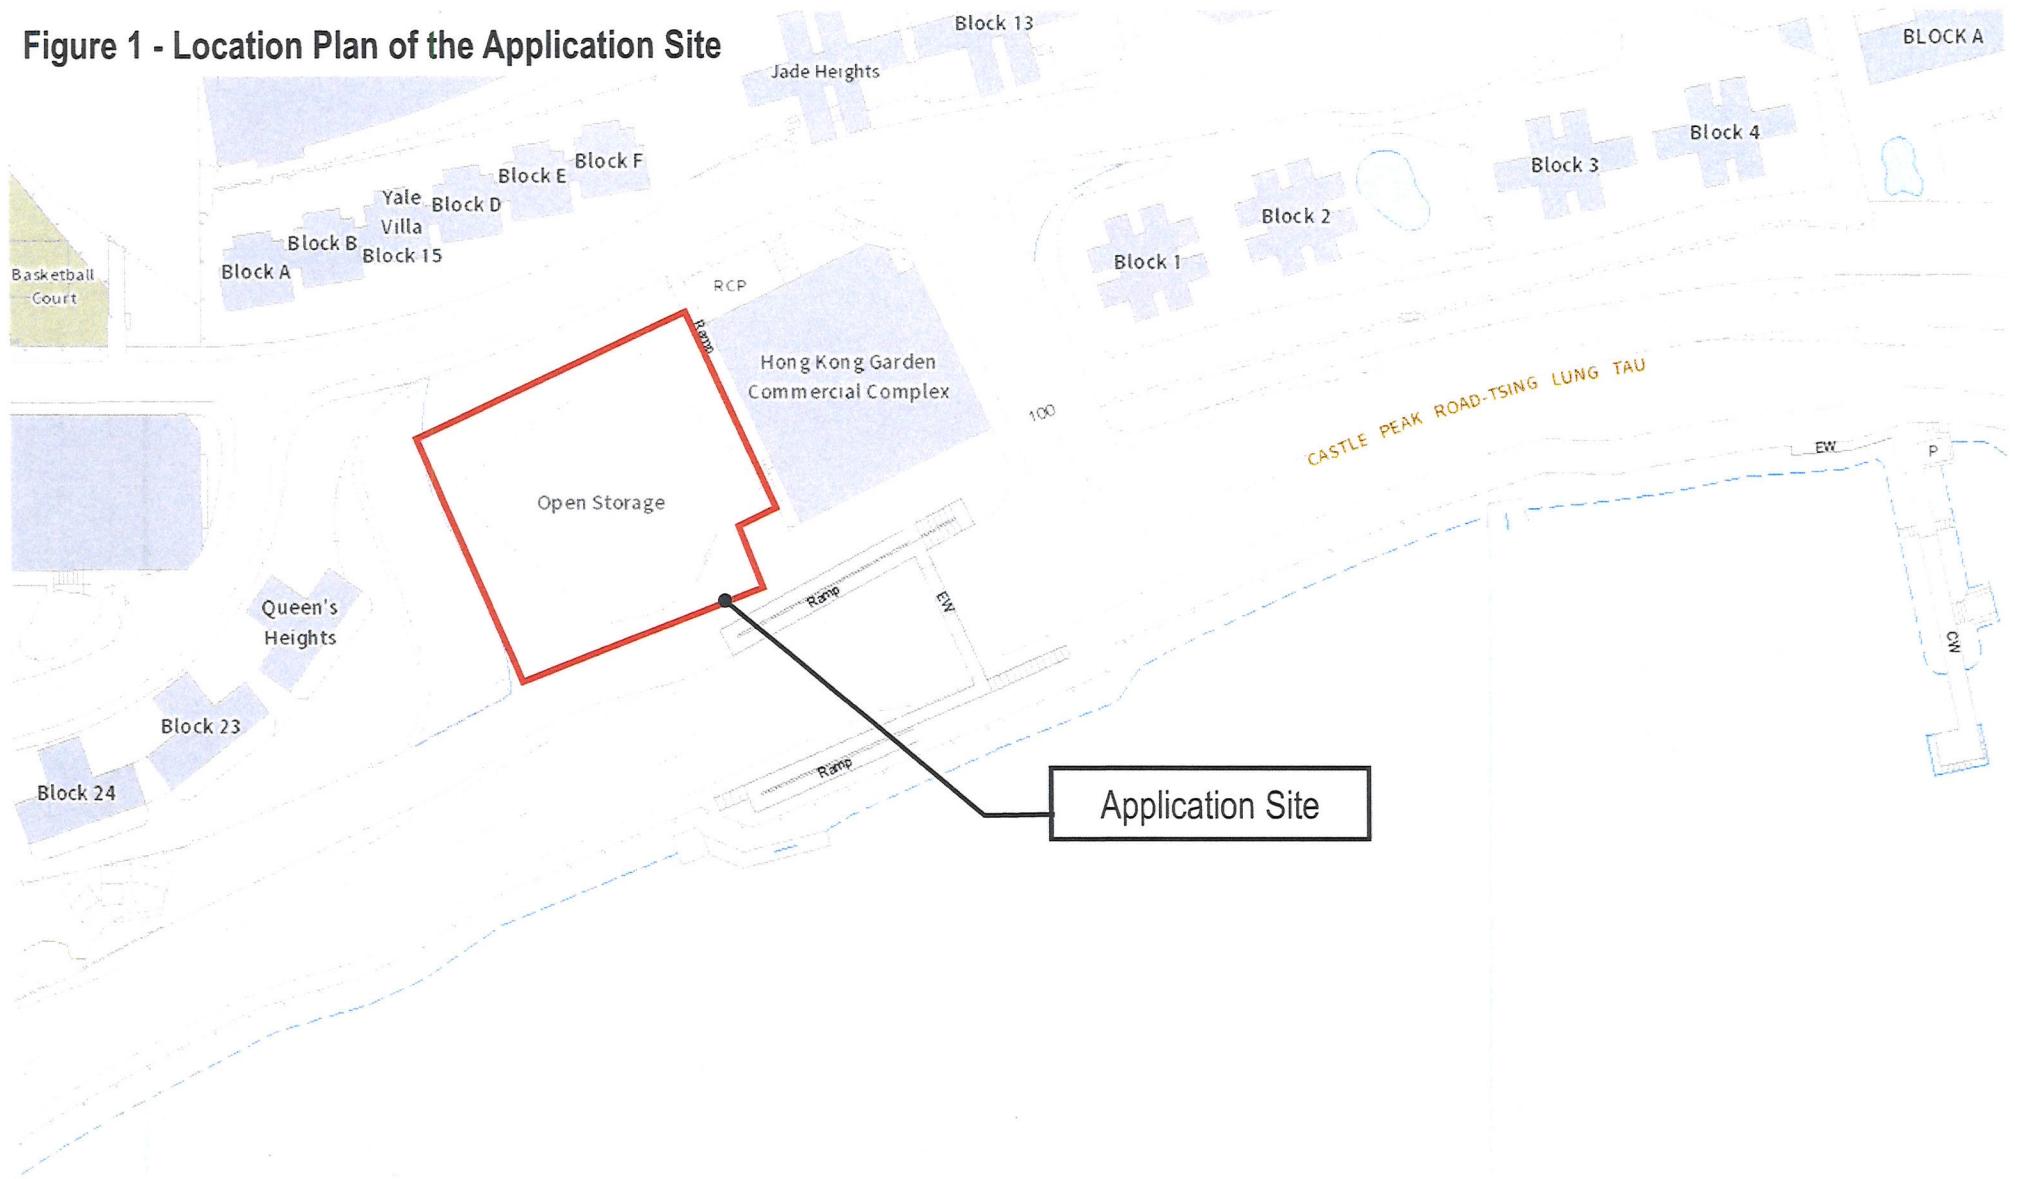 Figure 1 - Location Plan of the Application Site
Block 13
BLOCK A
Jade Heights
Block 4
Block 3
Block F
Block E
Block D
Yale
Villa
Block 15
Block B
Block A
Block 2
Block 1
Basketball
Court
RCP
Ramp
Hong Kong Garden
Commercial Complex
100
CASTLE PEAK ROAD-TSING LUNG TAU
EW
P
Open Storage
Ramp
EW
Queen's
Heights
CW
Block 23
Ramp
Block 24
Application Site